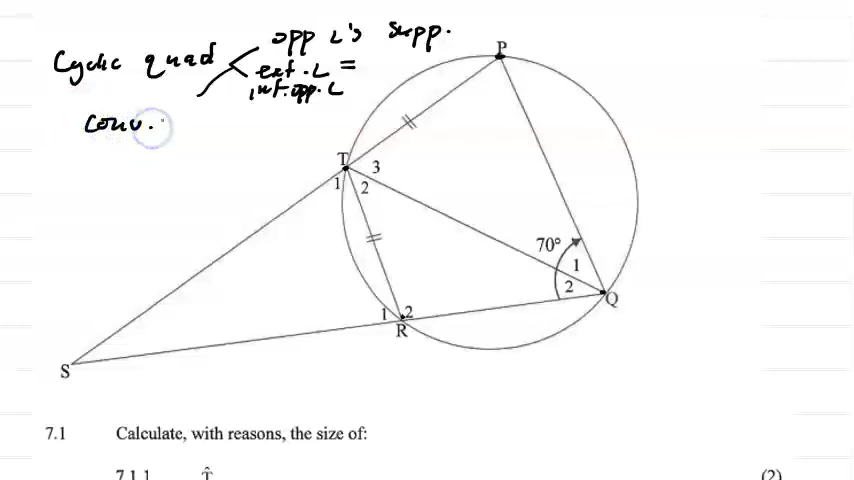 Cyclic quad
opp L's supp.
ext. L =
int. opp. L
conv.
P
T
3
1
2
70°
1
2
Q
1
2
R
S
7.1 Calculate, with reasons, the size of:
7.1.1 T̂ (2)